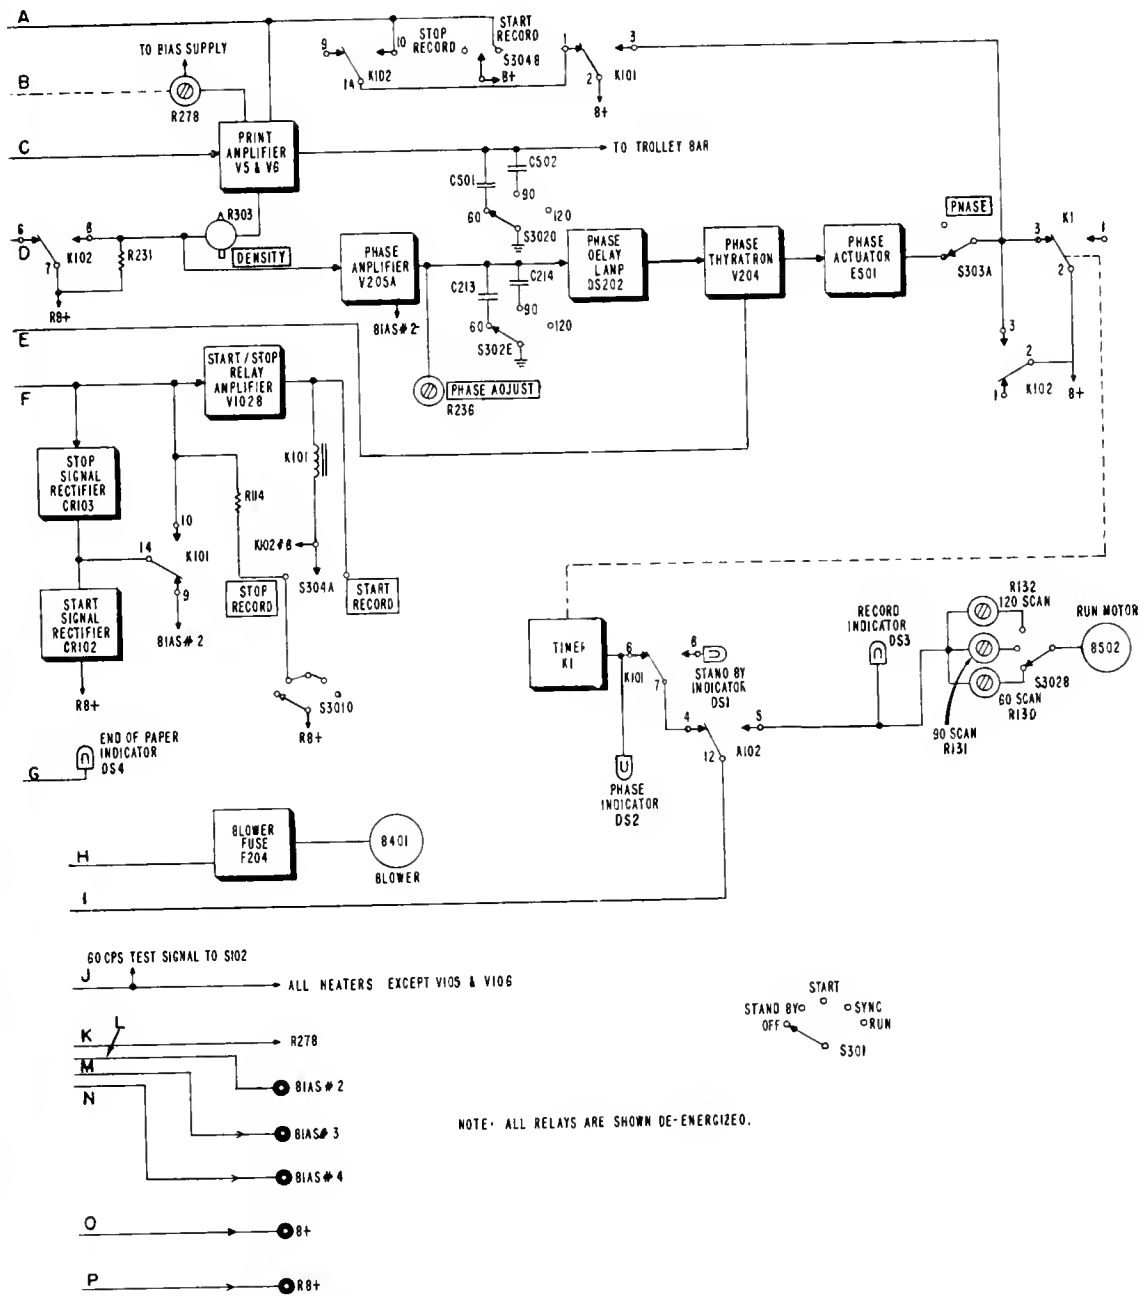 A
TO BIAS SUPPLY
9
10
STOP
RECORD
START
RECORD
S304B
B+
K102
14
1
3
2
K101
B+
B
R278
PRINT
AMPLIFIER
V5 & V6
C
TO TROLLEY BAR
C501
C502
90
60
120
S302D
R303
DENSITY
6
8
D
K102
7
R231
RB+
PHASE
AMPLIFIER
V205A
BIAS#2
C213
C214
90
60
120
S302E
PHASE
DELAY
LAMP
DS202
PHASE
THYRATRON
V204
PHASE
ACTUATOR
E501
PHASE
S303A
K1
3
1
2
3
2
1
K102
B+
E
F
START/STOP
RELAY
AMPLIFIER
V102B
PHASE ADJUST
R236
STOP
SIGNAL
RECTIFIER
CR103
K101
R114
10
14
K101
9
BIAS#2
K102#8
S304A
STOP
RECORD
START
RECORD
START
SIGNAL
RECTIFIER
CR102
RB+
S301D
RB+
END OF PAPER
INDICATOR
DS4
G
TIMER
K1
6
8
K101
7
STAND BY
INDICATOR
DS1
4
5
12
K102
PHASE
INDICATOR
DS2
RECORD
INDICATOR
DS3
R132
120 SCAN
RUN MOTOR
B502
S302B
60 SCAN
R130
90 SCAN
R131
H
BLOWER
FUSE
F204
B401
BLOWER
I
60 CPS TEST SIGNAL TO S102
J
ALL HEATERS EXCEPT V105 & V106
START
STAND BY
SYNC
OFF
RUN
S301
L
K
R278
M
N
BIAS#2
BIAS#3
BIAS#4
NOTE: ALL RELAYS ARE SHOWN DE-ENERGIZED.
O
B+
P
RB+